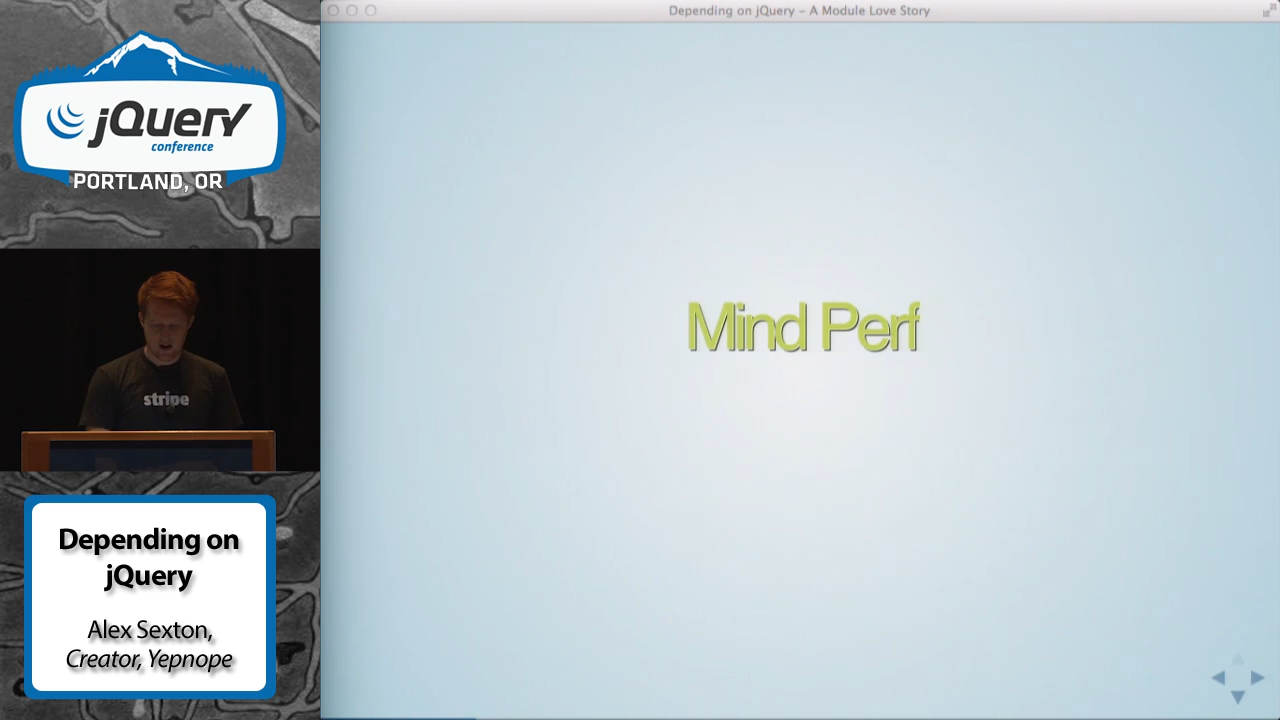 jQuery
conference
PORTLAND, OR
stripe
Depending on
jQuery
Alex Sexton,
Creator, Yepnope
Depending on jQuery – A Module Love Story
Mind Perf